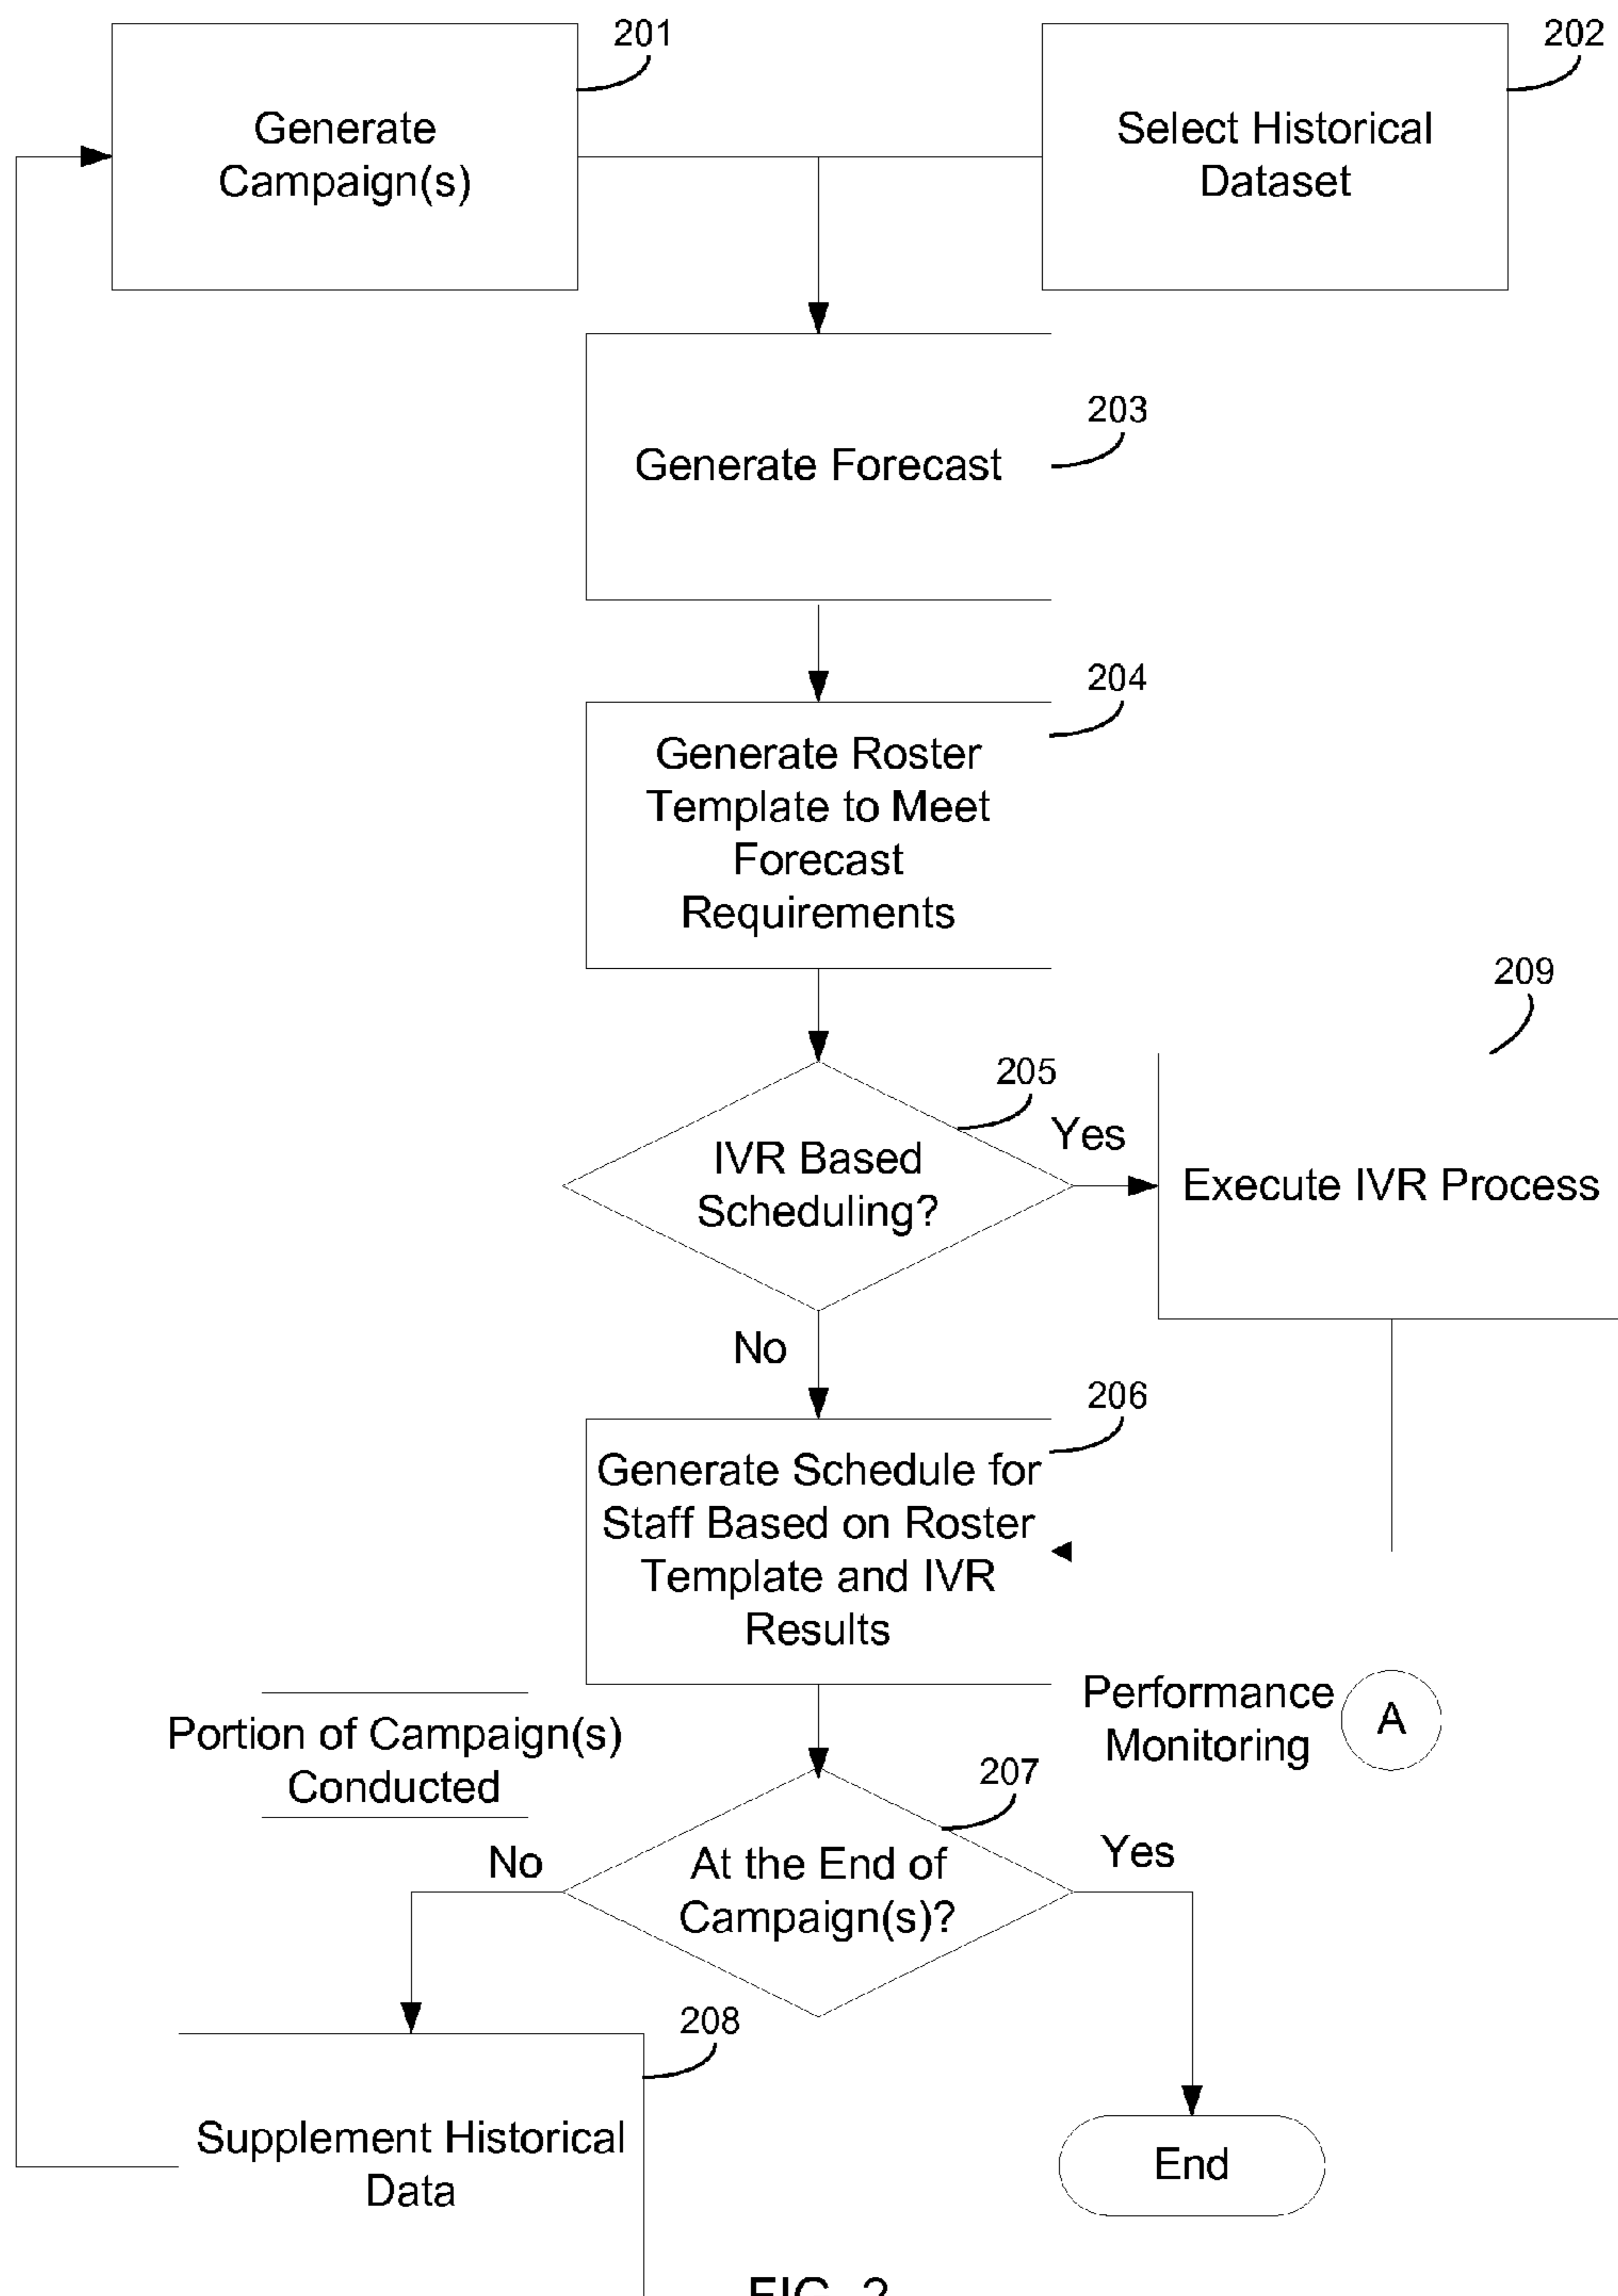 201
202
Generate
Campaign(s)
Select Historical
Dataset
203
Generate Forecast
204
Generate Roster
Template to Meet
Forecast
Requirements
209
205
Yes
IVR Based
Scheduling?
Execute IVR Process
No
206
Generate Schedule for
Staff Based on Roster
Template and IVR
Results
Performance
Monitoring
A
Portion of Campaign(s)
Conducted
207
No
At the End of
Campaign(s)?
Yes
208
Supplement Historical
Data
End
FIG. 2